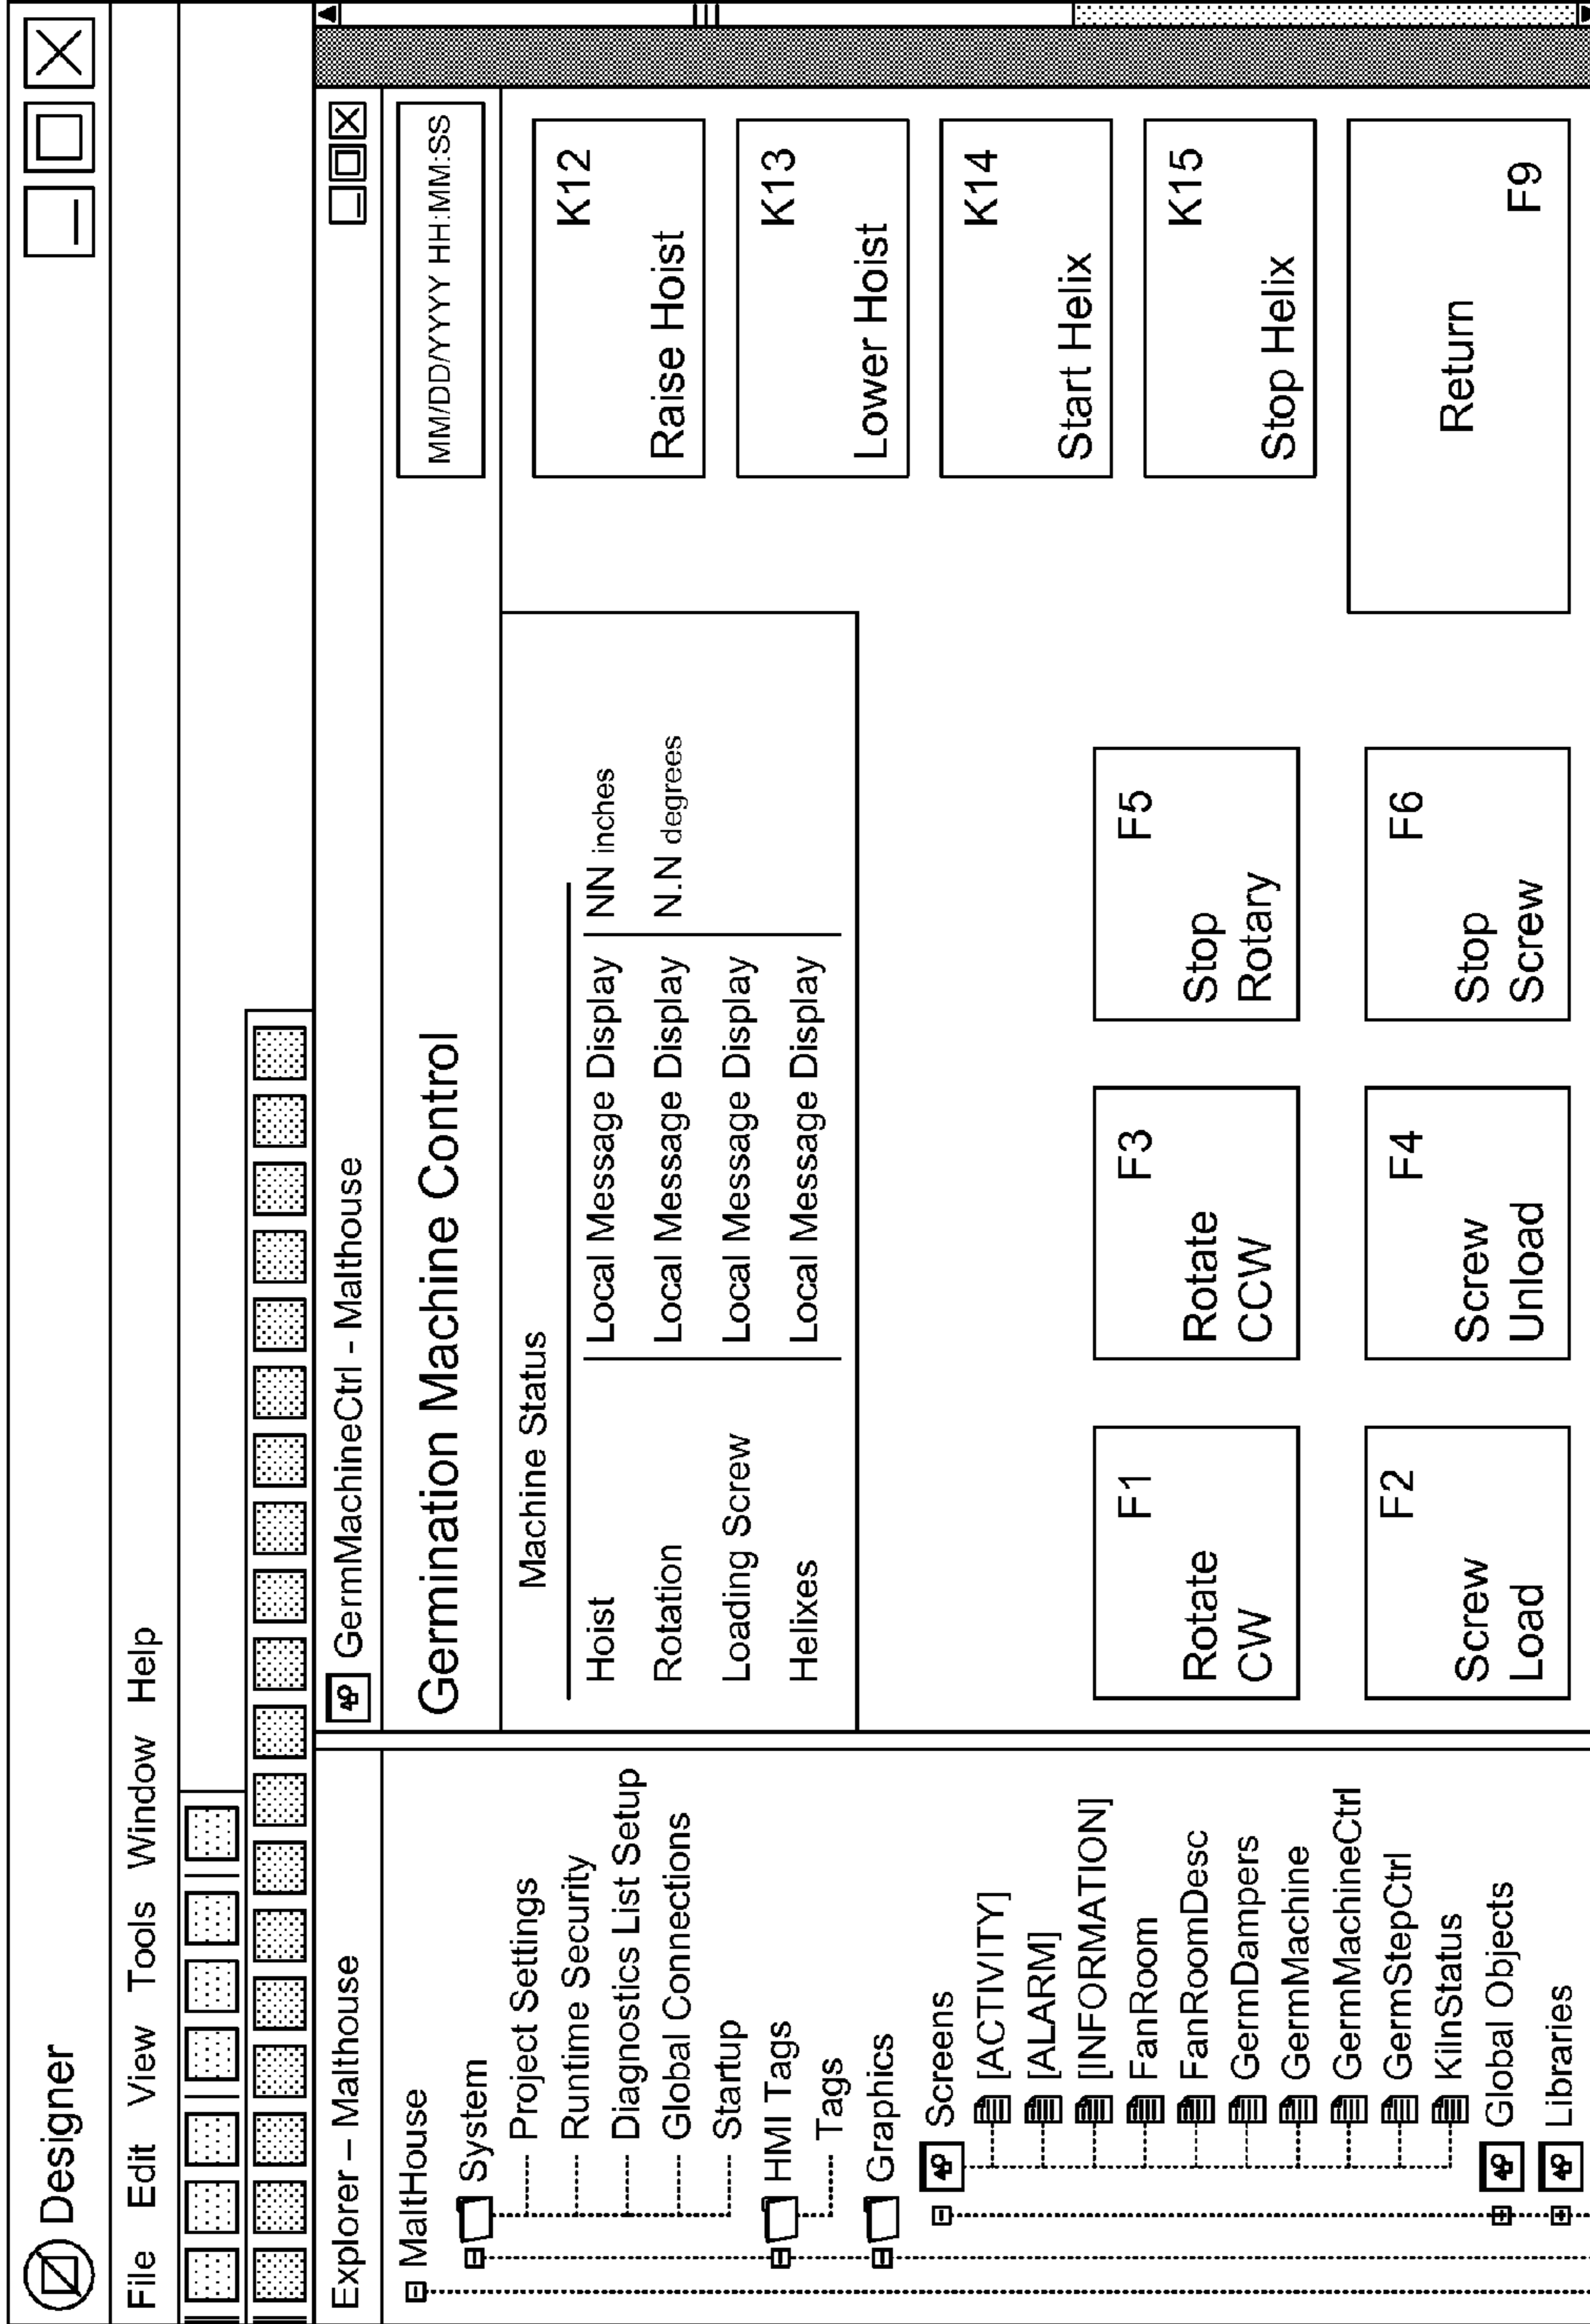 Designer
File Edit View Tools Window Help
Explorer – Malthouse
MaltHouse
System
Project Settings
Runtime Security
Diagnostics List Setup
Global Connections
Startup
HMI Tags
Tags
Graphics
Screens
[ACTIVITY]
[ALARM]
[INFORMATION]
FanRoom
FanRoomDesc
GermDampers
GermMachine
GermMachineCtrl
GermStepCtrl
KilnStatus
Global Objects
Libraries
GermMachineCtrl - Malthouse
Germination Machine Control
MM/DD/YYYY HH:MM:SS
Machine Status
Hoist Local Message Display NN inches
Rotation Local Message Display N.N degrees
Loading Screw Local Message Display
Helixes Local Message Display
K12
Raise Hoist
K13
Lower Hoist
K14
Start Helix
K15
Stop Helix
F1
Rotate
CW
F3
Rotate
CCW
F5
Stop
Rotary
F2
Screw
Load
F4
Screw
Unload
F6
Stop
Screw
Return
F9